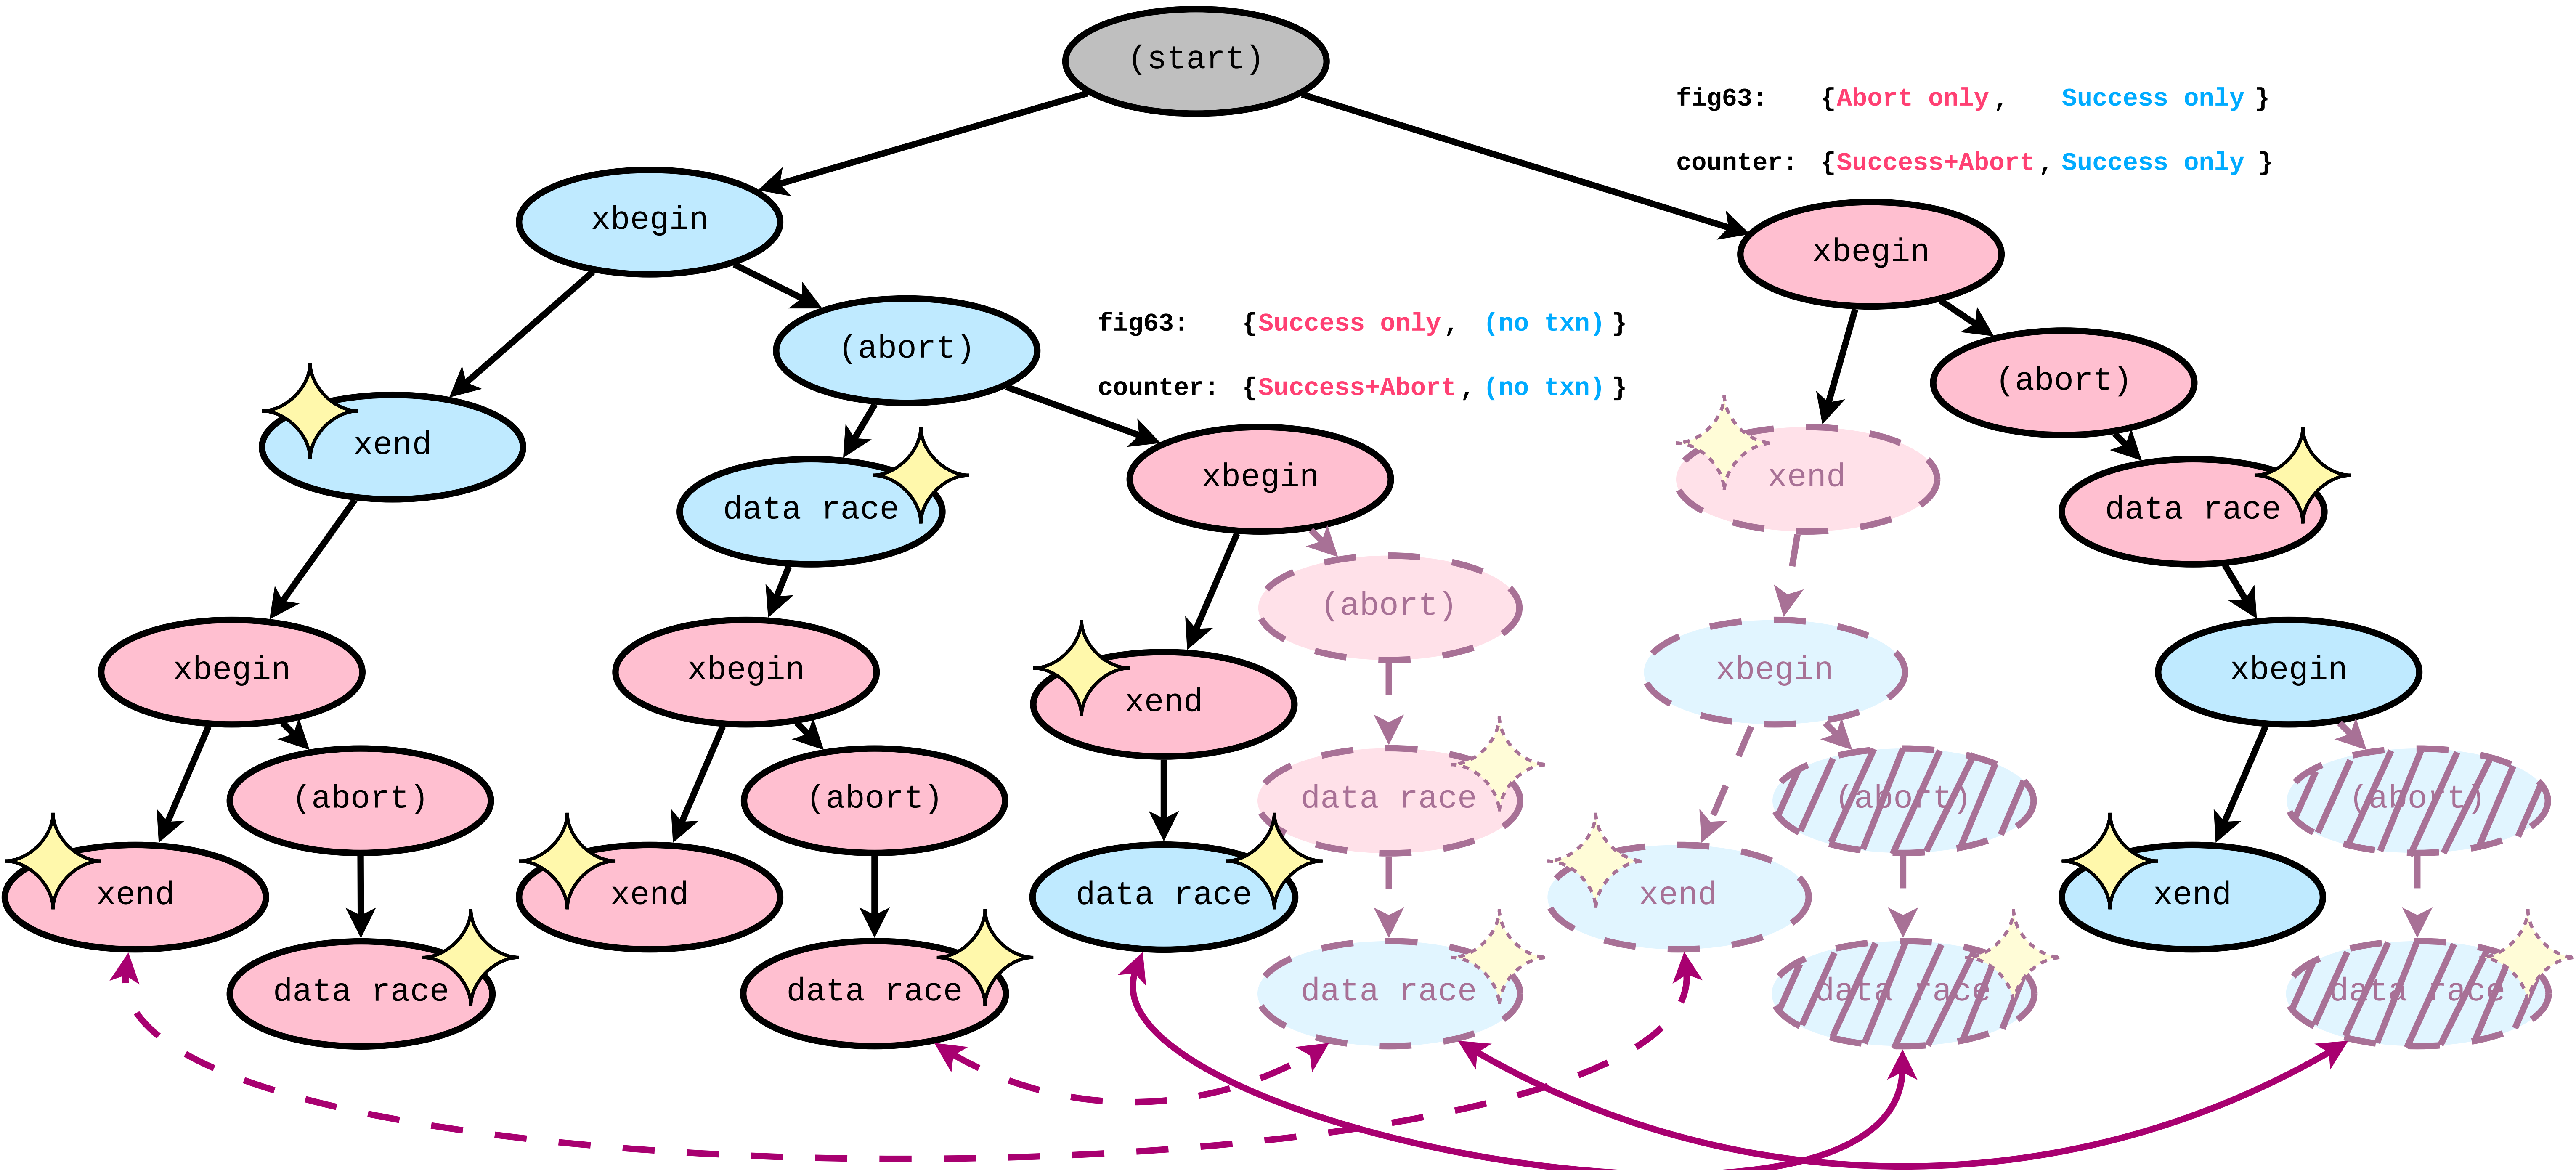 (start)
fig63: {Abort only, Success only}
counter: {Success+Abort, Success only}
xbegin
xbegin
fig63: {Success only, (no txn)}
counter: {Success+Abort, (no txn)}
(abort)
(abort)
xend
xbegin
xend
data race
data race
(abort)
xbegin
xbegin
xbegin
xbegin
xend
(abort)
(abort)
data race
(abort)
(abort)
xend
xend
data race
xend
xend
data race
data race
data race
data race
data race